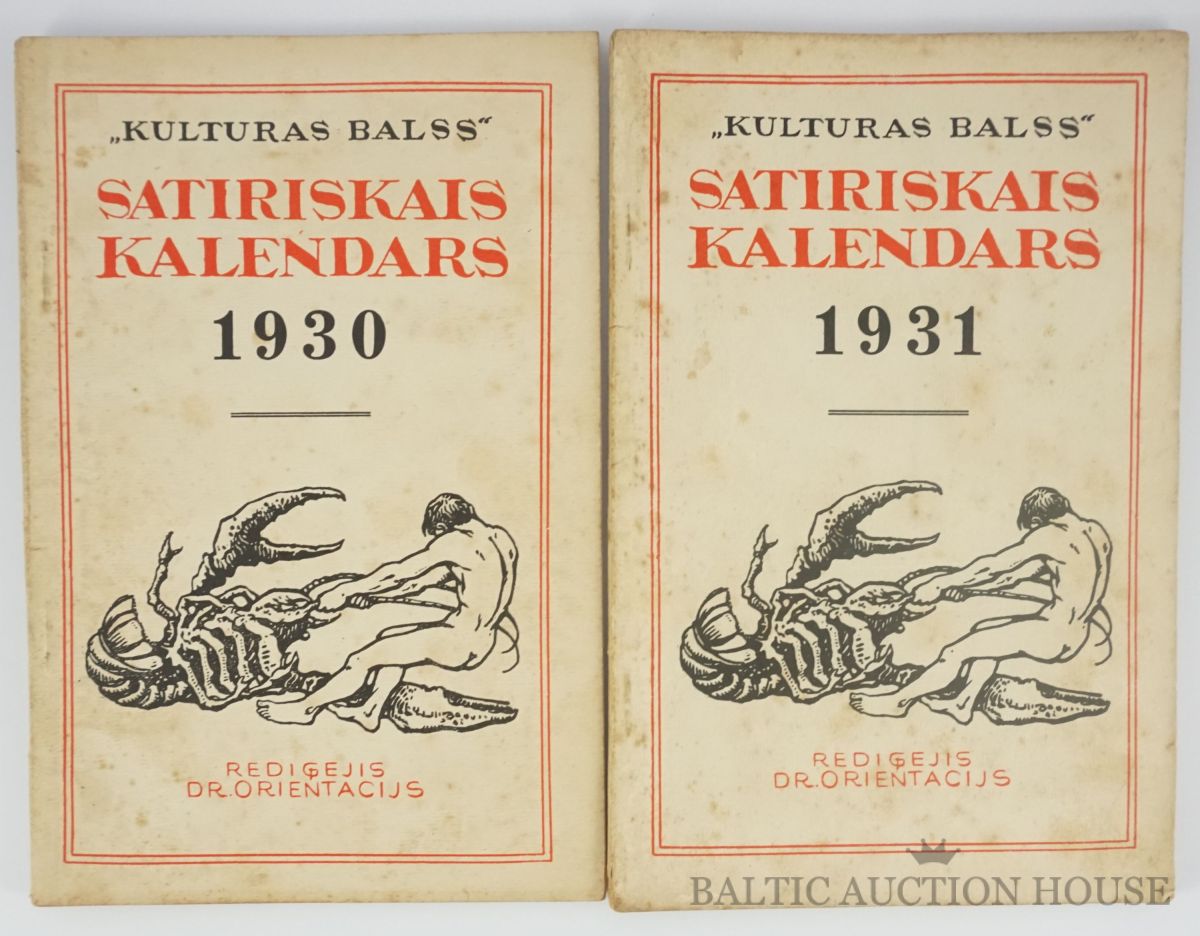 „KULTURAS BALSS“
SATIRISKAIS
KALENDARS
1930
REDIĢEJIS
DR. ORIENTACIJS
„KULTURAS BALSS“
SATIRISKAIS
KALENDARS
1931
REDIĢEJIS
DR. ORIENTACIJS
BALTIC AUCTION HOUSE